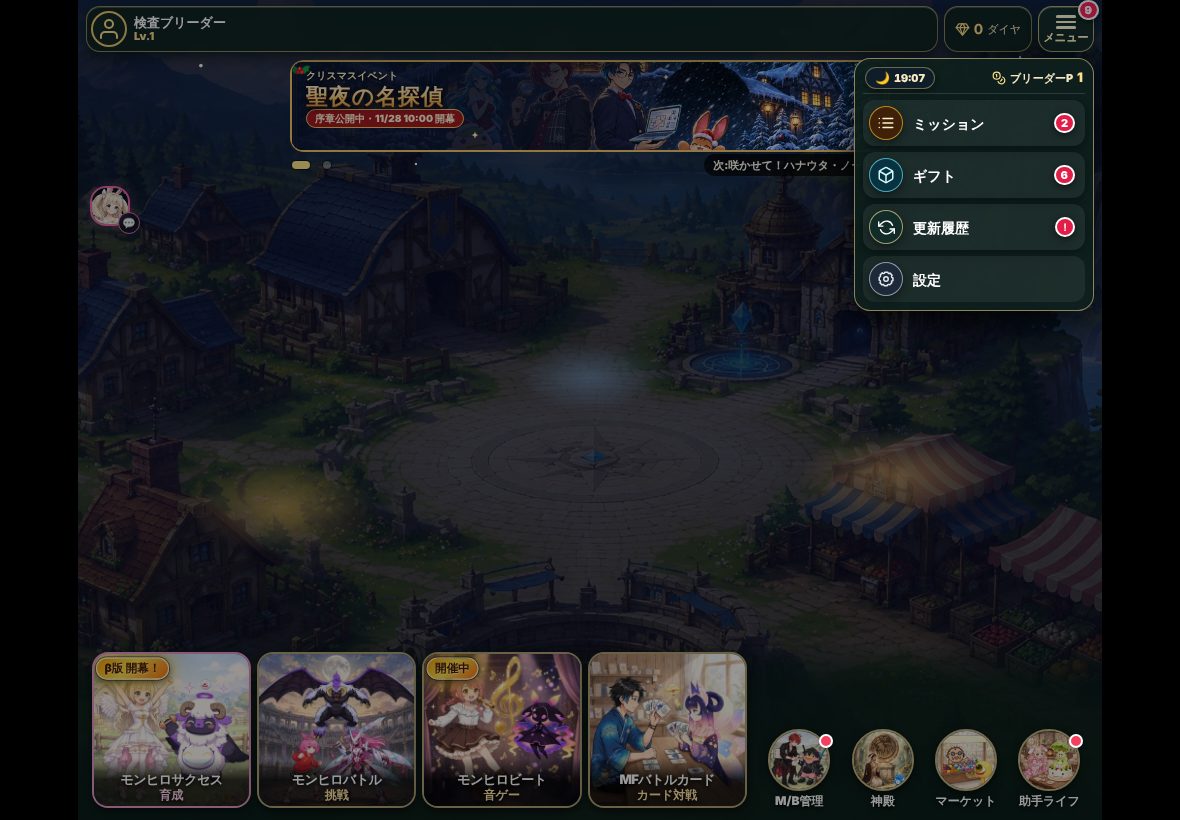 検査ブリーダー
Lv.1
0 ダイヤ
9
メニュー
クリスマスイベント
聖夜の名探偵
序章公開中・11/28 10:00 開幕
次:咲かせて！ハナウタ・ノー
19:07
ブリーダーP 1
ミッション
2
ギフト
6
更新履歴
!
設定
β版 開幕！
モンヒロサクセス
育成
モンヒロバトル
挑戦
開催中
モンヒロビート
音ゲー
MFバトルカード
カード対戦
M/B管理
神殿
マーケット
助手ライフ